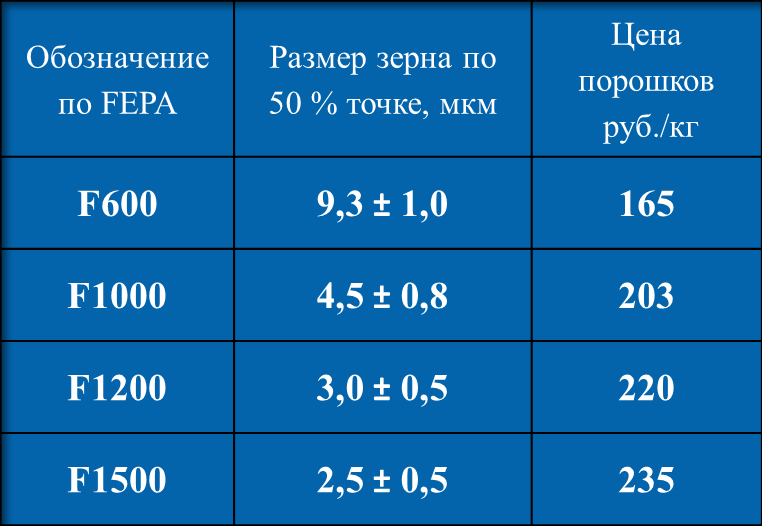 Обозначение
по FEPA
Размер зерна по
50 % точке, мкм
Цена
порошков
руб./кг
F600
9,3 ± 1,0
165
F1000
4,5 ± 0,8
203
F1200
3,0 ± 0,5
220
F1500
2,5 ± 0,5
235